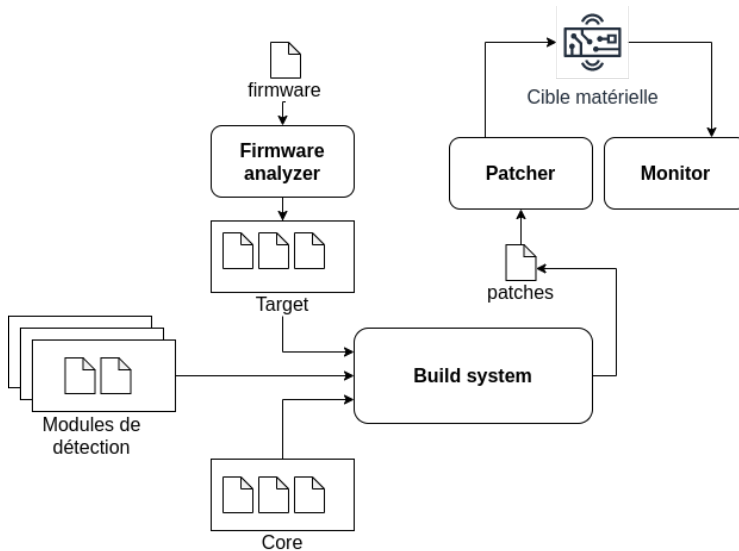 firmware
Cible matérielle
Firmware
analyzer
Patcher
Monitor
Target
patches
Build system
Modules de
détection
Core